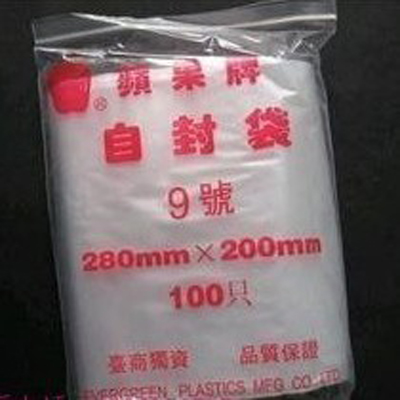 ® 蘋果牌
自封袋
9號
280mm×200mm
100只
臺商獨資 品質保證
EVERGREEN PLASTICS MFG CO.,LTD